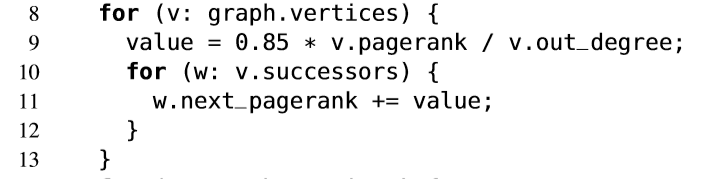 8 for (v: graph.vertices) {
9 value = 0.85 * v.pagerank / v.out_degree;
10 for (w: v.successors) {
11 w.next_pagerank += value;
12 }
13 }